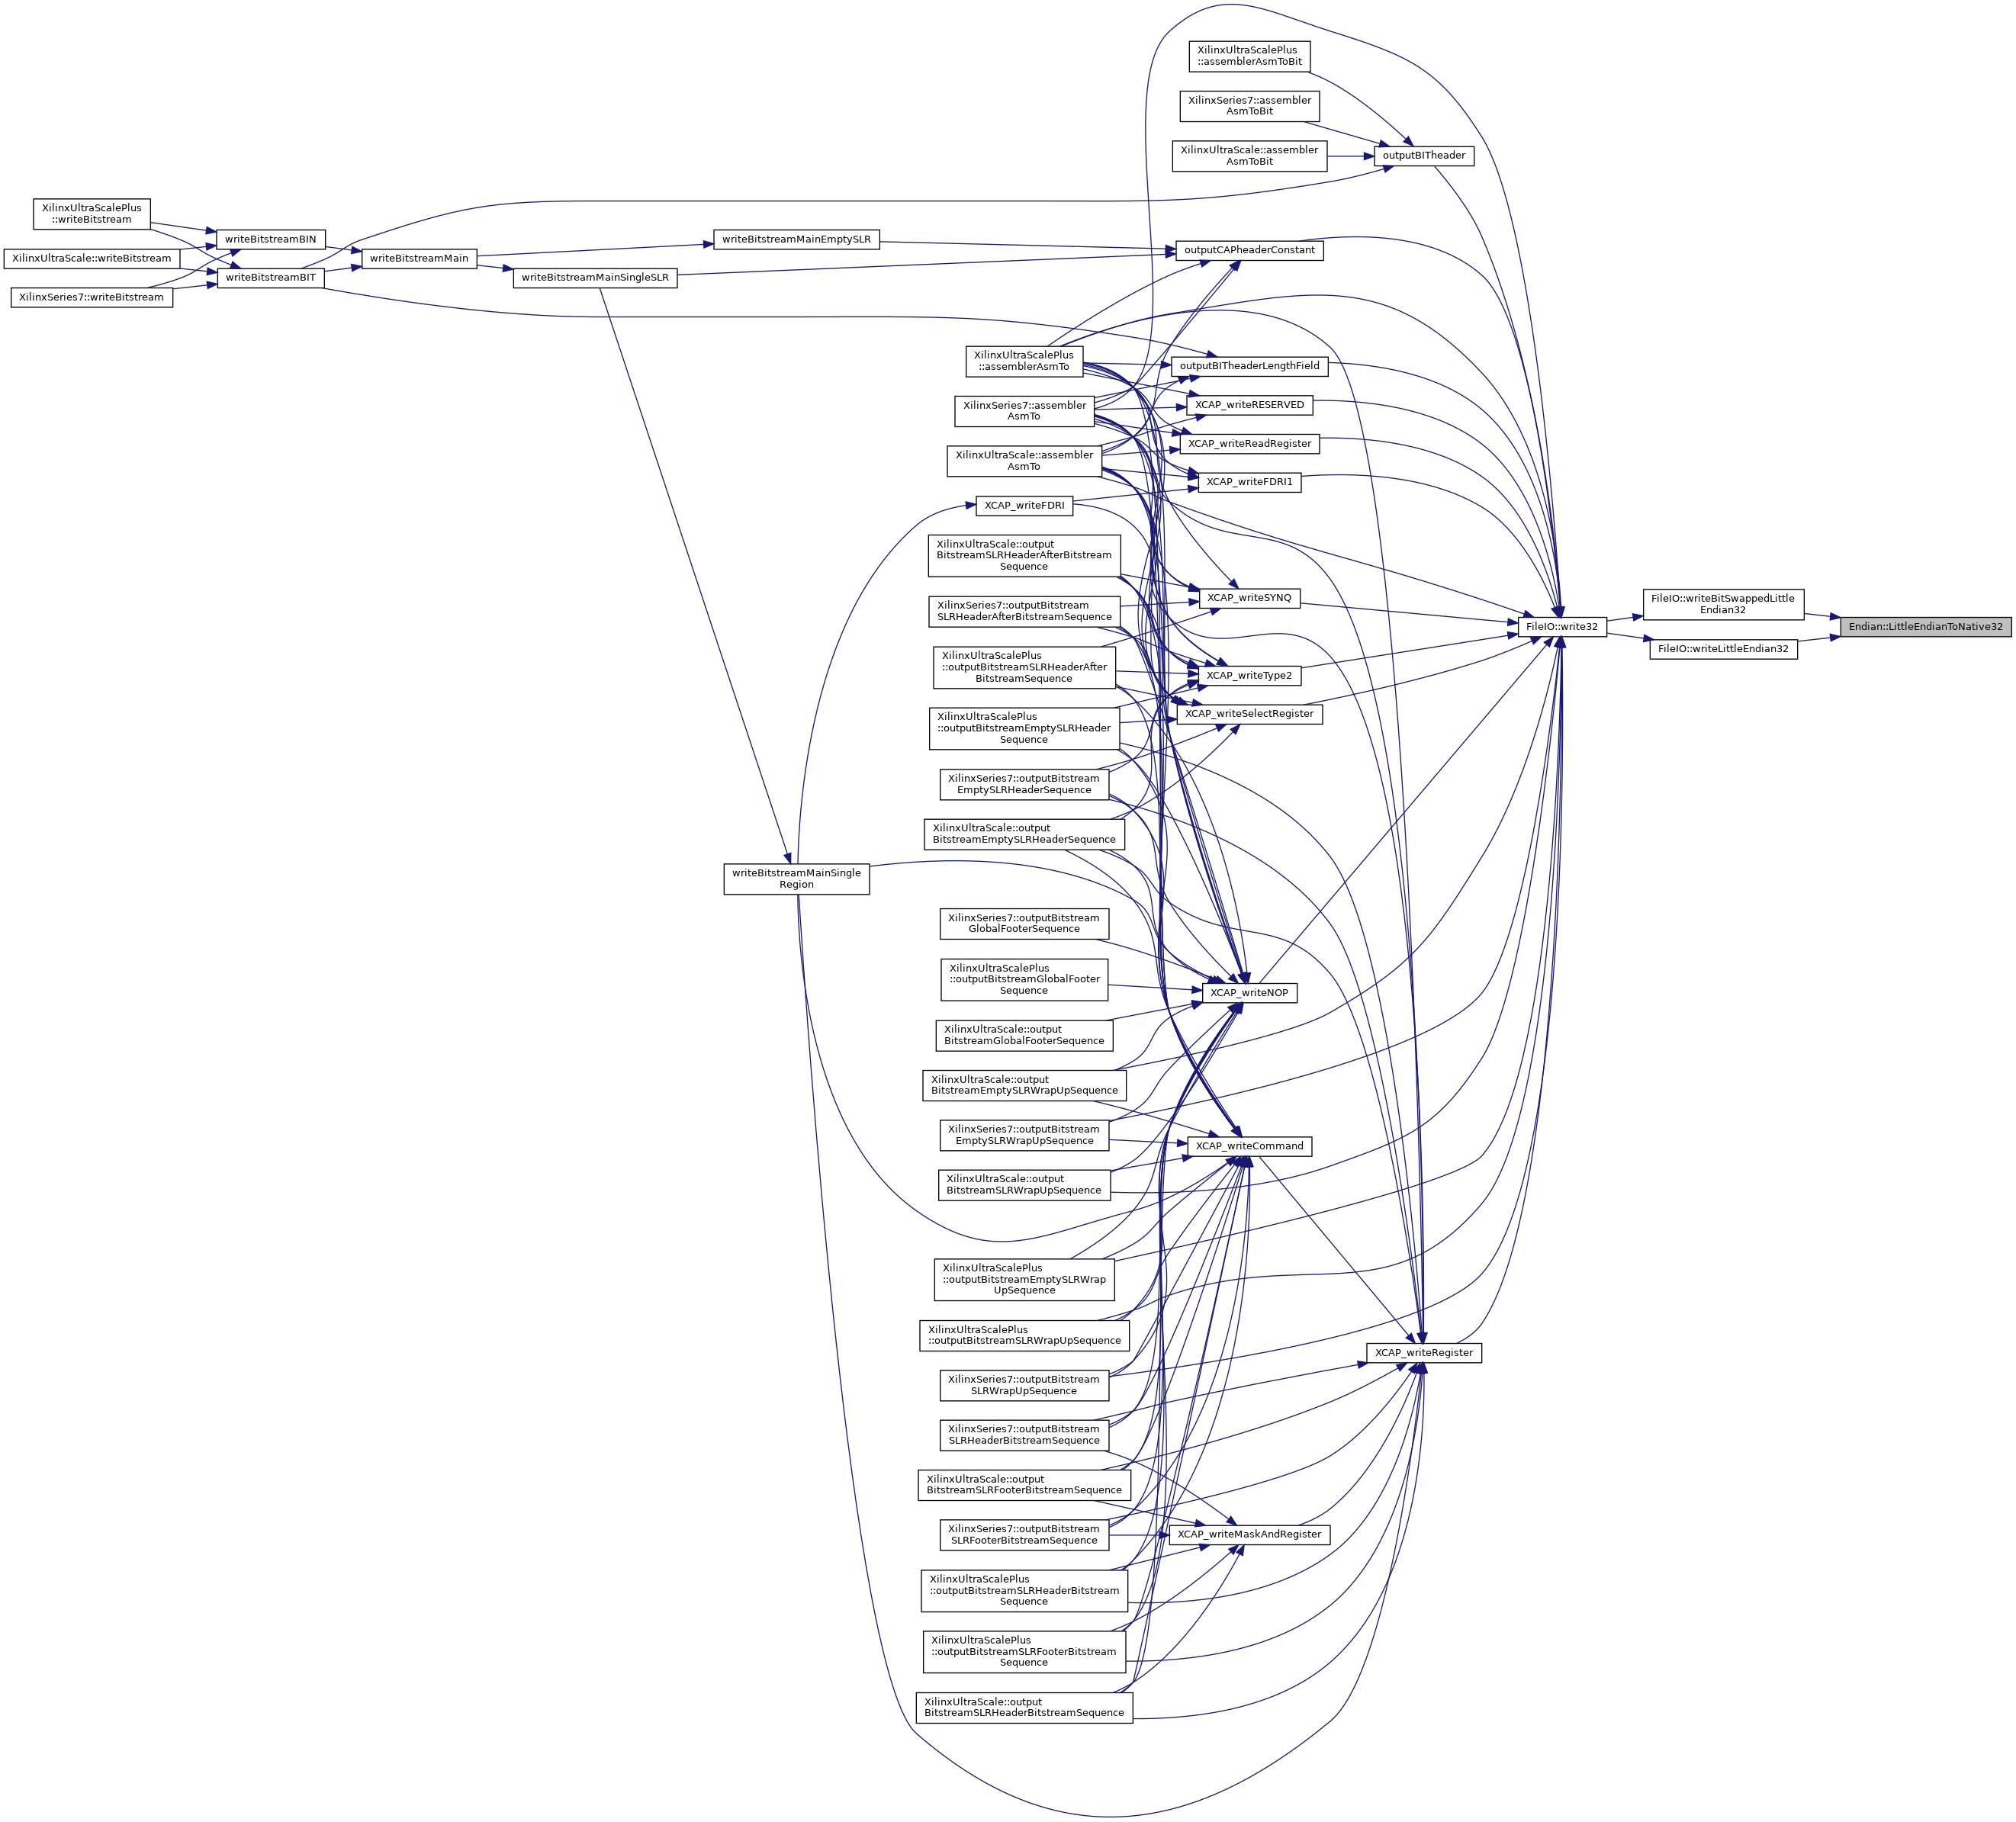 XilinxUltraScalePlus
::assemblerAsmToBit
XilinxSeries7::assembler
AsmToBit
XilinxUltraScale::assembler
AsmToBit
outputBITheader
XilinxUltraScalePlus
::writeBitstream
XilinxUltraScale::writeBitstream
XilinxSeries7::writeBitstream
writeBitstreamBIN
writeBitstreamBIT
writeBitstreamMain
writeBitstreamMainEmptySLR
writeBitstreamMainSingleSLR
outputCAPheaderConstant
XilinxUltraScalePlus
::assemblerAsmTo
outputBITheaderLengthField
XilinxSeries7::assembler
AsmTo
XCAP_writeRESERVED
XilinxUltraScale::assembler
AsmTo
XCAP_writeReadRegister
XCAP_writeFDRI1
XCAP_writeFDRI
XilinxUltraScale::output
BitstreamSLRHeaderAfterBitstream
Sequence
XCAP_writeSYNQ
XilinxSeries7::outputBitstream
SLRHeaderAfterBitstreamSequence
FileIO::write32
FileIO::writeBitSwappedLittle
Endian32
FileIO::writeLittleEndian32
Endian::LittleEndianToNative32
XilinxUltraScalePlus
::outputBitstreamSLRHeaderAfter
BitstreamSequence
XCAP_writeType2
XCAP_writeSelectRegister
XilinxUltraScalePlus
::outputBitstreamEmptySLRHeader
Sequence
XilinxSeries7::outputBitstream
EmptySLRHeaderSequence
XilinxUltraScale::output
BitstreamEmptySLRHeaderSequence
writeBitstreamMainSingle
Region
XilinxSeries7::outputBitstream
GlobalFooterSequence
XilinxUltraScalePlus
::outputBitstreamGlobalFooter
Sequence
XCAP_writeNOP
XilinxUltraScale::output
BitstreamGlobalFooterSequence
XilinxUltraScale::output
BitstreamEmptySLRWrapUpSequence
XilinxSeries7::outputBitstream
EmptySLRWrapUpSequence
XCAP_writeCommand
XilinxUltraScale::output
BitstreamSLRWrapUpSequence
XilinxUltraScalePlus
::outputBitstreamEmptySLRWrap
UpSequence
XilinxUltraScalePlus
::outputBitstreamSLRWrapUpSequence
XCAP_writeRegister
XilinxSeries7::outputBitstream
SLRWrapUpSequence
XilinxSeries7::outputBitstream
SLRHeaderBitstreamSequence
XilinxUltraScale::output
BitstreamSLRFooterBitstreamSequence
XilinxSeries7::outputBitstream
SLRFooterBitstreamSequence
XCAP_writeMaskAndRegister
XilinxUltraScalePlus
::outputBitstreamSLRHeaderBitstream
Sequence
XilinxUltraScalePlus
::outputBitstreamSLRFooterBitstream
Sequence
XilinxUltraScale::output
BitstreamSLRHeaderBitstreamSequence